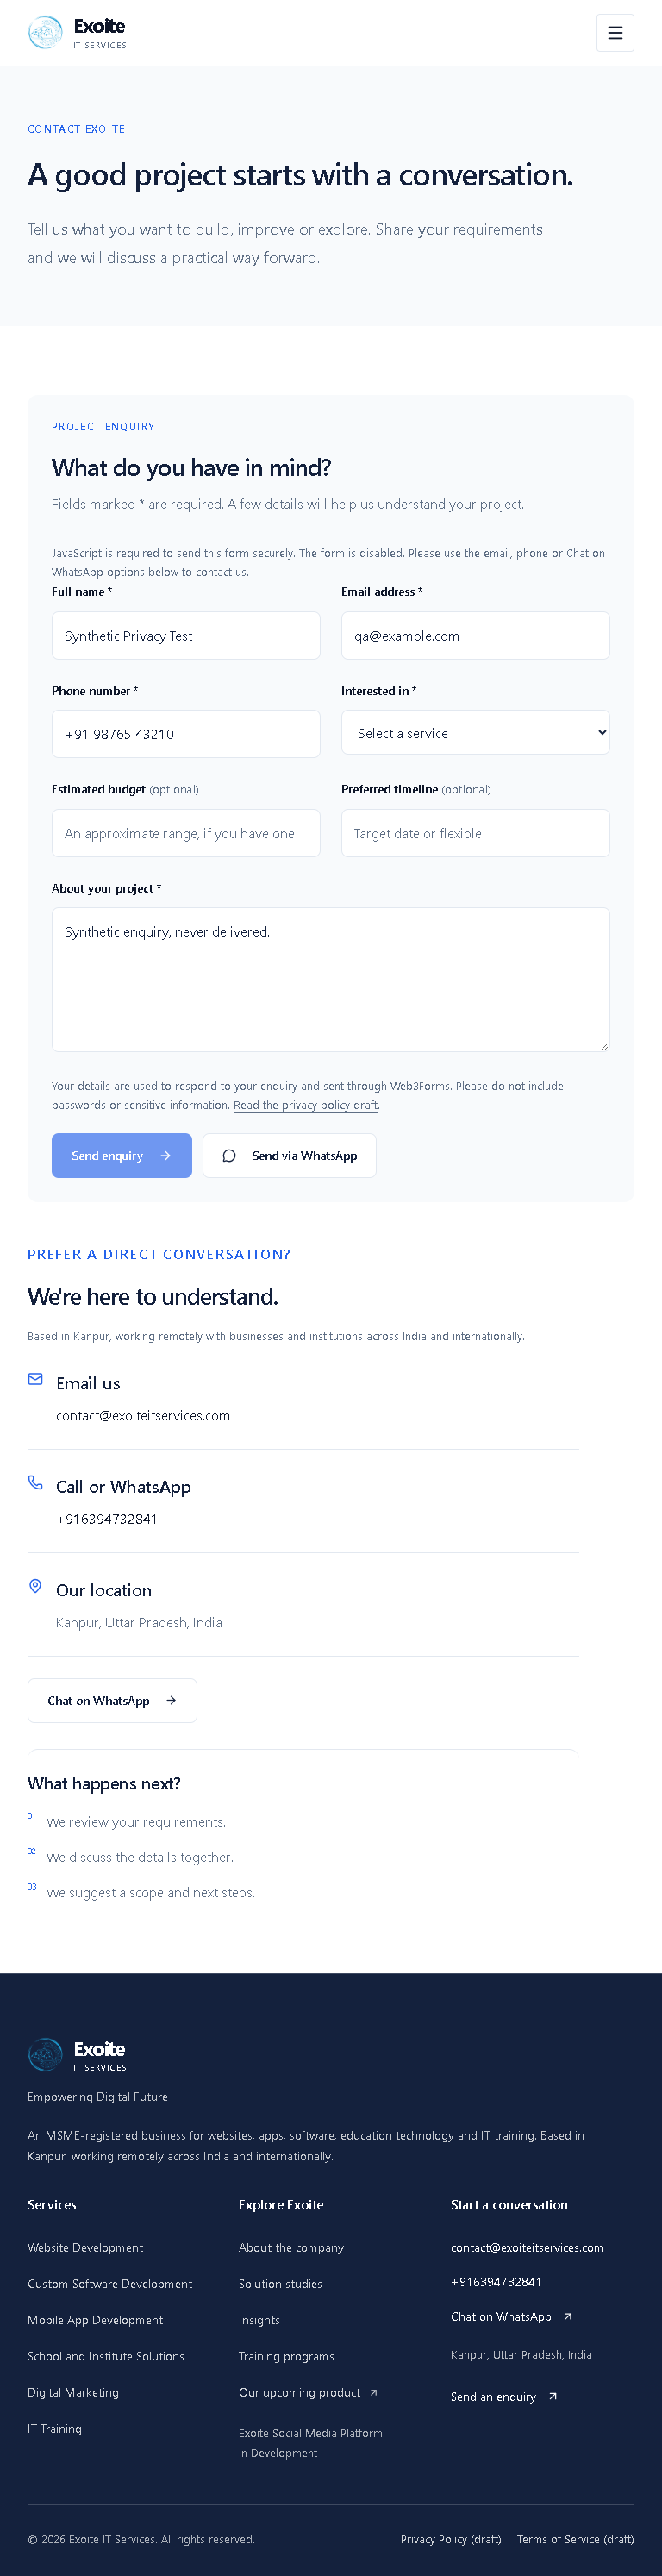 Exoite
IT SERVICES
CONTACT EXOITE
A good project starts with a conversation.
Tell us what you want to build, improve or explore. Share your requirements
and we will discuss a practical way forward.
PROJECT ENQUIRY
What do you have in mind?
Fields marked * are required. A few details will help us understand your project.
JavaScript is required to send this form securely. The form is disabled. Please use the email, phone or Chat on
WhatsApp options below to contact us.
Full name *
Email address *
Synthetic Privacy Test
qa@example.com
Phone number *
Interested in *
+91 98765 43210
Select a service
Estimated budget (optional)
Preferred timeline (optional)
An approximate range, if you have one
Target date or flexible
About your project *
Synthetic enquiry, never delivered.
Your details are used to respond to your enquiry and sent through Web3Forms. Please do not include
passwords or sensitive information. Read the privacy policy draft.
Send enquiry
Send via WhatsApp
PREFER A DIRECT CONVERSATION?
We're here to understand.
Based in Kanpur, working remotely with businesses and institutions across India and internationally.
Email us
contact@exoiteitservices.com
Call or WhatsApp
+916394732841
Our location
Kanpur, Uttar Pradesh, India
Chat on WhatsApp
What happens next?
01 We review your requirements.
02 We discuss the details together.
03 We suggest a scope and next steps.
Exoite
IT SERVICES
Empowering Digital Future
An MSME-registered business for websites, apps, software, education technology and IT training. Based in
Kanpur, working remotely across India and internationally.
Services
Website Development
Custom Software Development
Mobile App Development
School and Institute Solutions
Digital Marketing
IT Training
Explore Exoite
About the company
Solution studies
Insights
Training programs
Our upcoming product
Exoite Social Media Platform
In Development
Start a conversation
contact@exoiteitservices.com
+916394732841
Chat on WhatsApp
Kanpur, Uttar Pradesh, India
Send an enquiry
© 2026 Exoite IT Services. All rights reserved.
Privacy Policy (draft)
Terms of Service (draft)